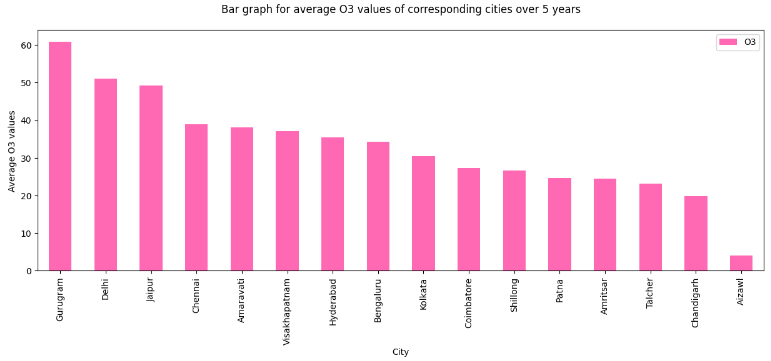 Bar graph for average O3 values of corresponding cities over 5 years
O3
Average O3 values
60
50
40
30
20
10
0
Gurugram
Delhi
Jaipur
Chennai
Amaravati
Visakhapatnam
Hyderabad
Bengaluru
Kolkata
Coimbatore
Shillong
Patna
Amritsar
Talcher
Chandigarh
Aizawl
City